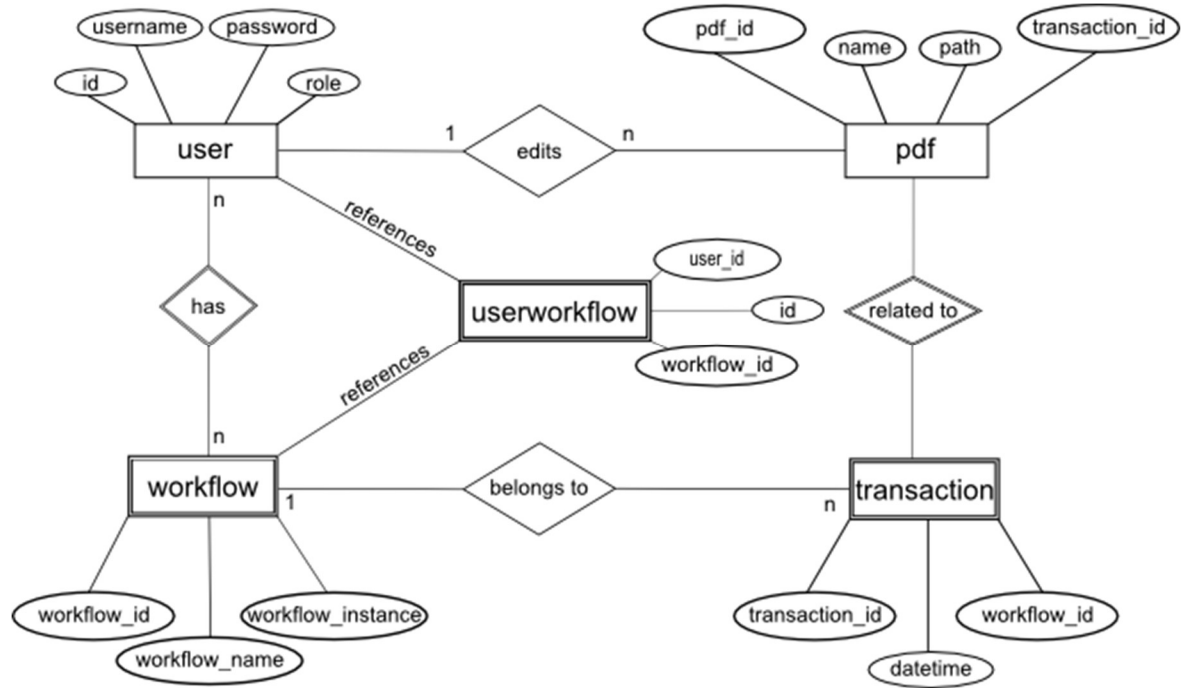 username
password
id
role
pdf_id
name
path
transaction_id
user
1
edits
n
pdf
n
references
has
user_id
userworkflow
id
related to
workflow_id
references
n
workflow
1
belongs to
n
transaction
workflow_id
workflow_instance
workflow_name
transaction_id
workflow_id
datetime